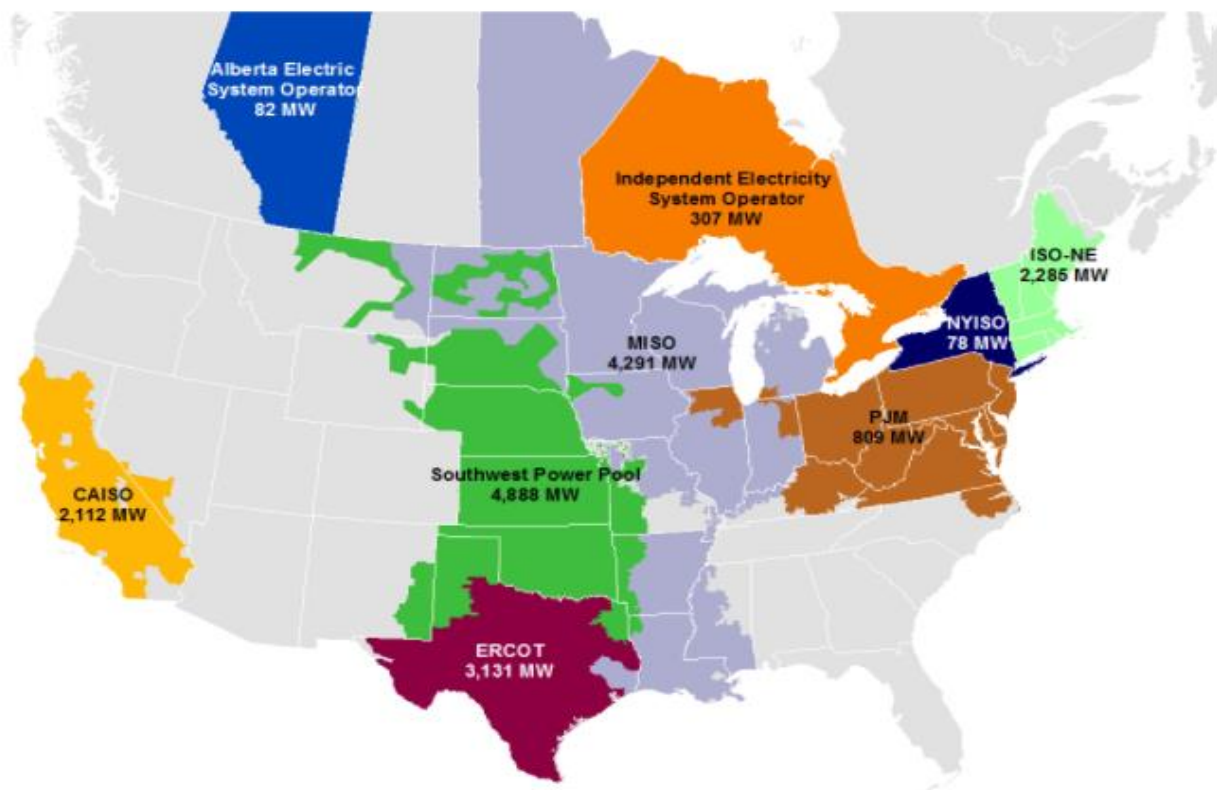 Alberta Electric
System Operator
82 MW
Independent Electricity
System Operator
307 MW
ISO-NE
2,285 MW
NYISO
78 MW
MISO
4,291 MW
PJM
809 MW
Southwest Power Pool
4,888 MW
CAISO
2,112 MW
ERCOT
3,131 MW